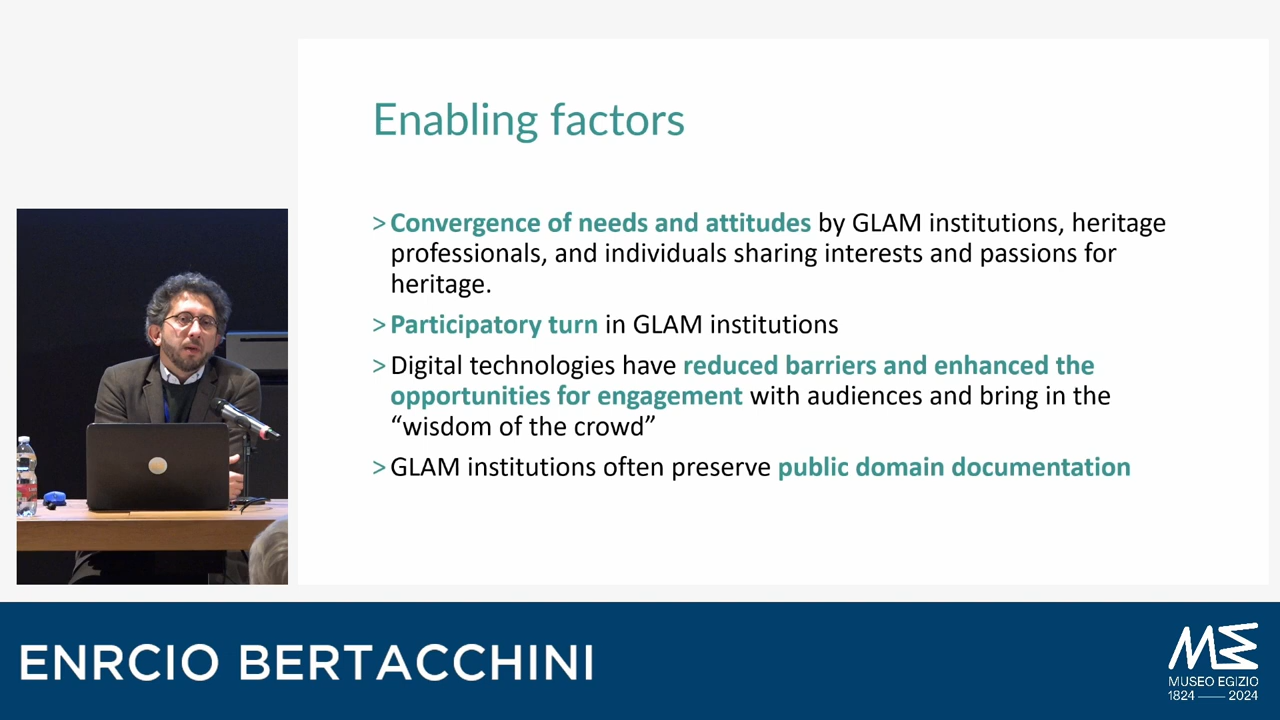 Enabling factors
> Convergence of needs and attitudes by GLAM institutions, heritage
professionals, and individuals sharing interests and passions for
heritage.
> Participatory turn in GLAM institutions
> Digital technologies have reduced barriers and enhanced the
opportunities for engagement with audiences and bring in the
“wisdom of the crowd”
> GLAM institutions often preserve public domain documentation
ENRCIO BERTACCHINI
ME
MUSEO EGIZIO
1824 — 2024